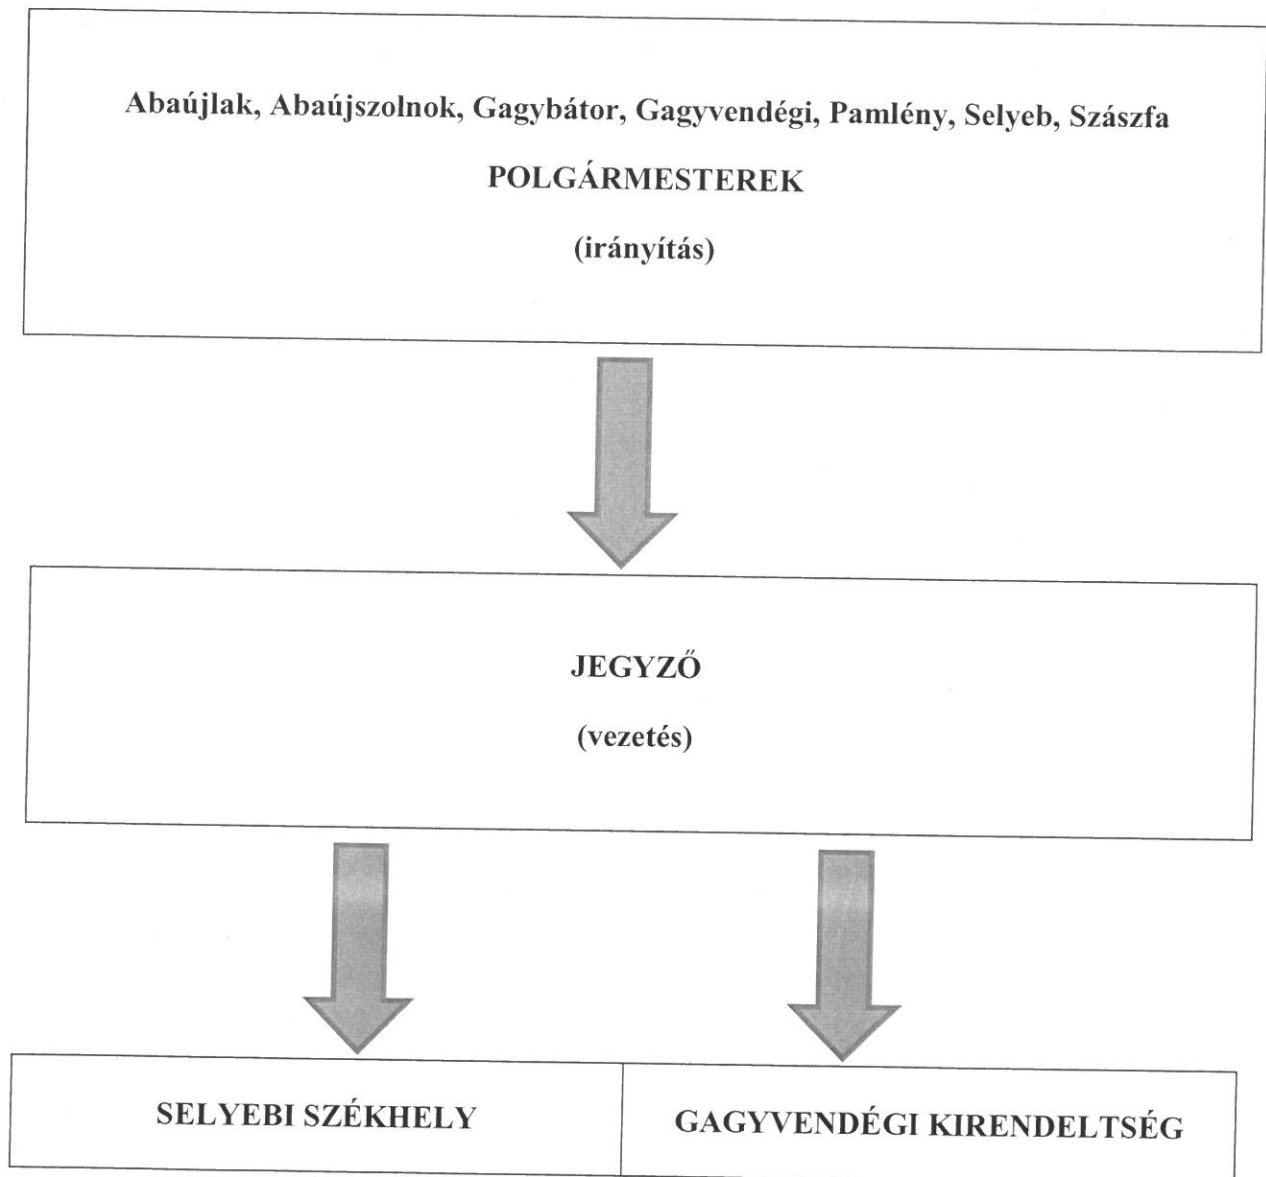 Abaújlak, Abaújszolnok, Gagybátor, Gagyvendégi, Pamlény, Selyeb, Szászfa
POLGÁRMESTEREK
(irányítás)
JEGYZŐ
(vezetés)
SELYEBI SZÉKHELY
GAGYVENDÉGI KIRENDELTSÉG